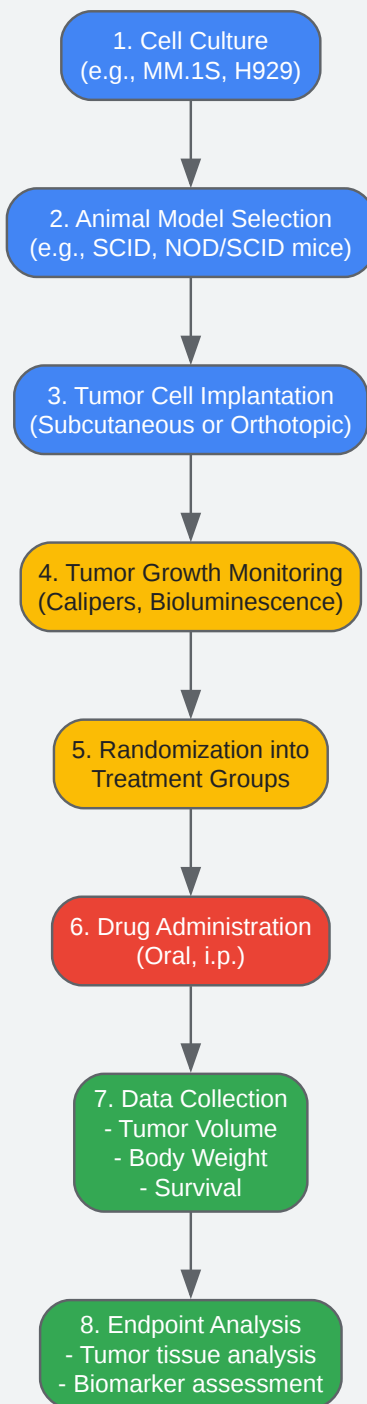 1. Cell Culture
(e.g., MM.1S, H929)
2. Animal Model Selection
(e.g., SCID, NOD/SCID mice)
3. Tumor Cell Implantation
(Subcutaneous or Orthotopic)
4. Tumor Growth Monitoring
(Calipers, Bioluminescence)
5. Randomization into
Treatment Groups
6. Drug Administration
(Oral, i.p.)
7. Data Collection
- Tumor Volume
- Body Weight
- Survival
8. Endpoint Analysis
- Tumor tissue analysis
- Biomarker assessment